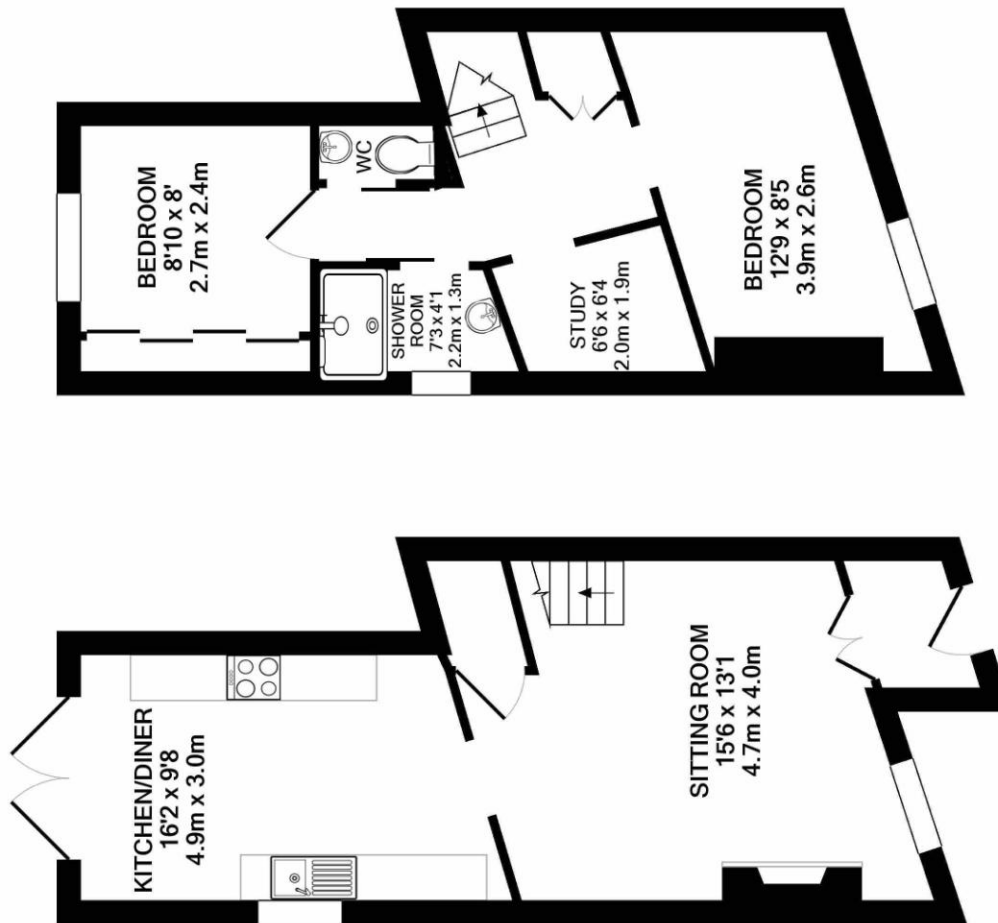 BEDROOM
8'10 x 8'
2.7m x 2.4m
WC
SHOWER
ROOM
7'3 x 4'1
2.2m x 1.3m
STUDY
6'6 x 6'4
2.0m x 1.9m
BEDROOM
12'9 x 8'5
3.9m x 2.6m
KITCHEN/DINER
16'2 x 9'8
4.9m x 3.0m
SITTING ROOM
15'6 x 13'1
4.7m x 4.0m